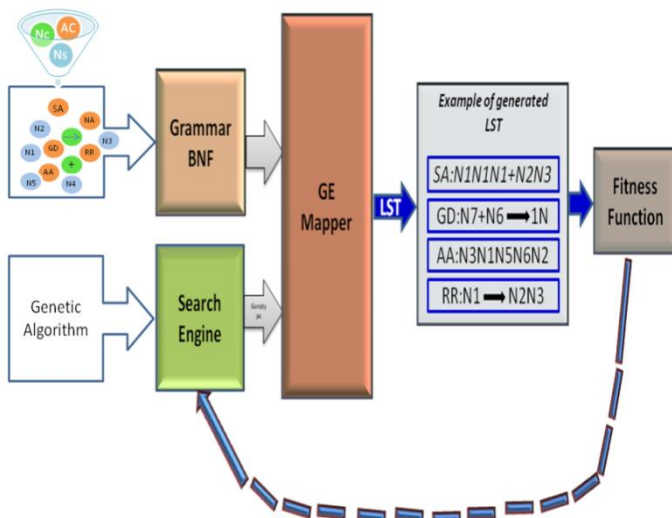 Nc
AC
Ns
SA
NA
N2
N3
N1
GD
RR
+
AA
N5
N4
Grammar
BNF
GE
Mapper
LST
Example of generated
LST
SA:N1N1N1+N2N3
GD:N7+N6→1N
AA:N3N1N5N6N2
RR:N1→N2N3
Fitness
Function
Genetic
Algorithm
Search
Engine